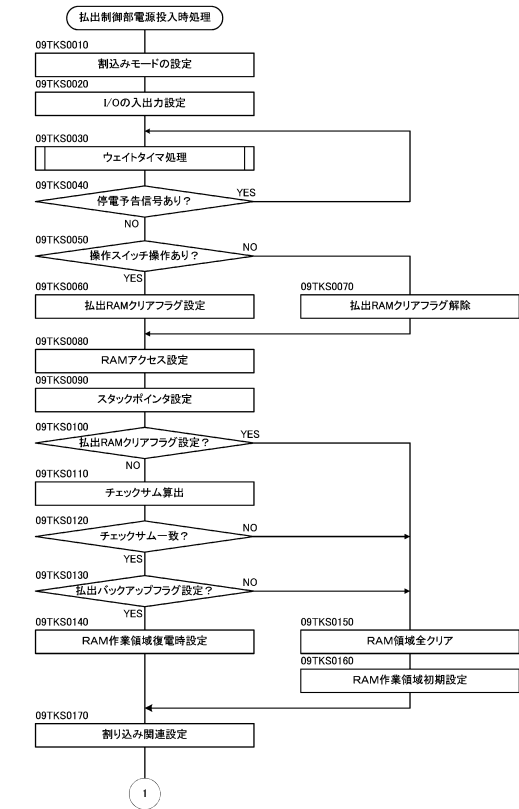 払出制御部電源投入時処理
09TKS0010
割込みモードの設定
09TKS0020
I/Oの入出力設定
09TKS0030
ウェイトタイマ処理
09TKS0040
停電予告信号あり？
YES
NO
09TKS0050
操作スイッチ操作あり？
NO
YES
09TKS0060
払出RAMクリアフラグ設定
09TKS0070
払出RAMクリアフラグ解除
09TKS0080
RAMアクセス設定
09TKS0090
スタックポインタ設定
09TKS0100
払出RAMクリアフラグ設定？
YES
NO
09TKS0110
チェックサム算出
09TKS0120
チェックサム一致？
NO
YES
09TKS0130
払出バックアップフラグ設定？
NO
YES
09TKS0140
RAM作業領域復電時設定
09TKS0150
RAM領域全クリア
09TKS0160
RAM作業領域初期設定
09TKS0170
割り込み関連設定
1